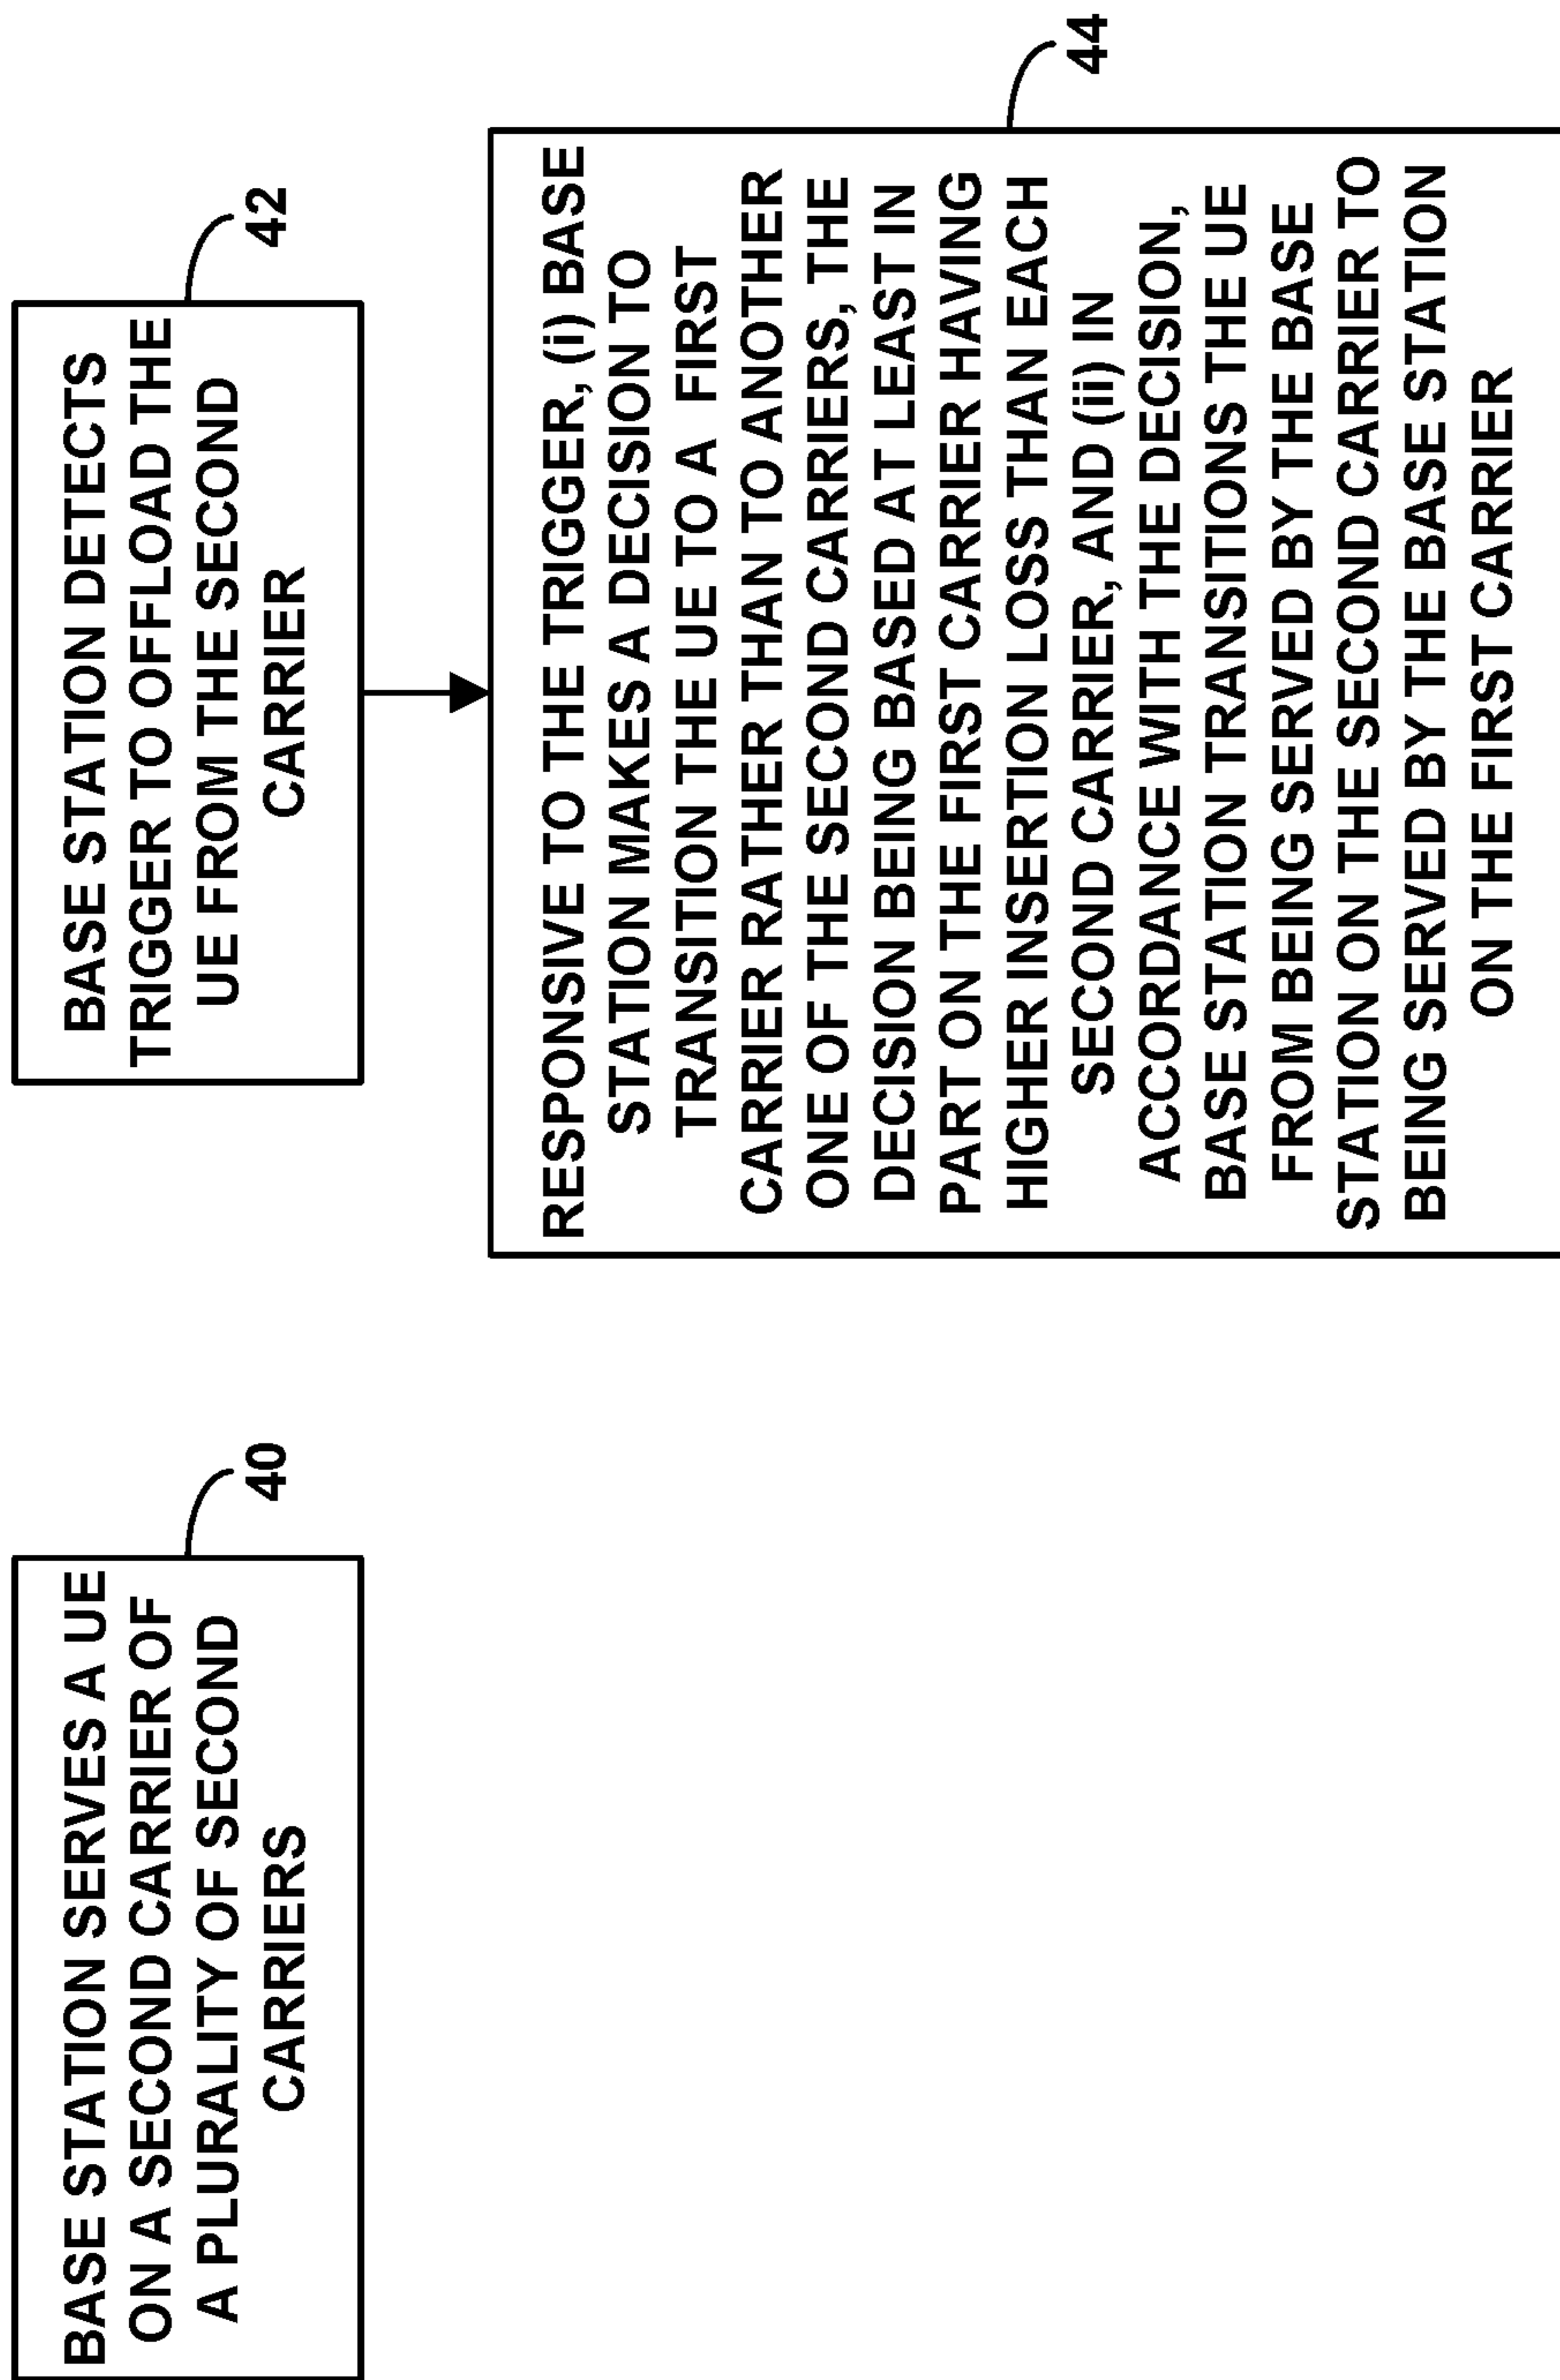 BASE STATION SERVES A UE
ON A SECOND CARRIER OF
A PLURALITY OF SECOND
CARRIERS
40
BASE STATION DETECTS
TRIGGER TO OFFLOAD THE
UE FROM THE SECOND
CARRIER
42
RESPONSIVE TO THE TRIGGER, (i) BASE
STATION MAKES A DECISION TO
TRANSITION THE UE TO A FIRST
CARRIER RATHER THAN TO ANOTHER
ONE OF THE SECOND CARRIERS, THE
DECISION BEING BASED AT LEAST IN
PART ON THE FIRST CARRIER HAVING
HIGHER INSERTION LOSS THAN EACH
SECOND CARRIER, AND (ii) IN
ACCORDANCE WITH THE DECISION,
BASE STATION TRANSITIONS THE UE
FROM BEING SERVED BY THE BASE
STATION ON THE SECOND CARRIER TO
BEING SERVED BY THE BASE STATION
ON THE FIRST CARRIER
44